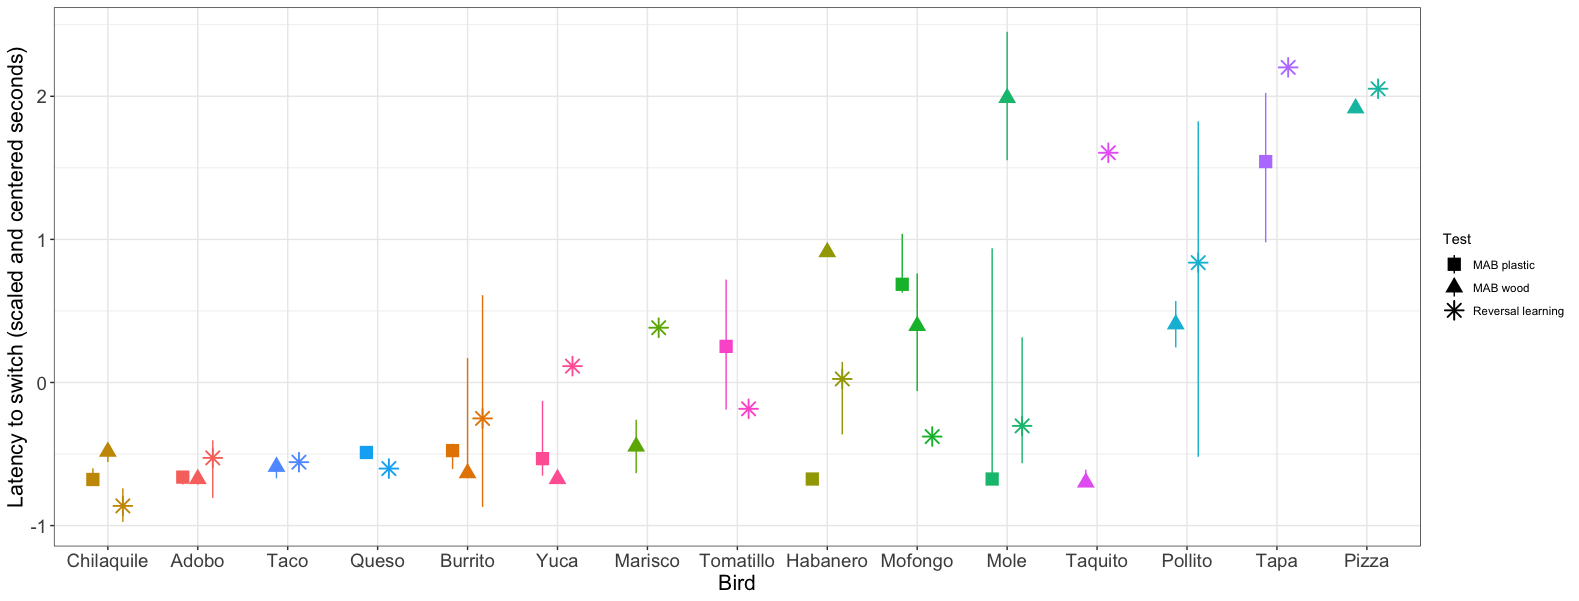 Latency to switch (scaled and centered seconds)
2
1
0
-1
Chilaquile Adobo Taco Queso Burrito Yuca Marisco Tomatillo Habanero Mofongo Mole Taquito Pollito Tapa Pizza
Bird
Test
MAB plastic
MAB wood
Reversal learning